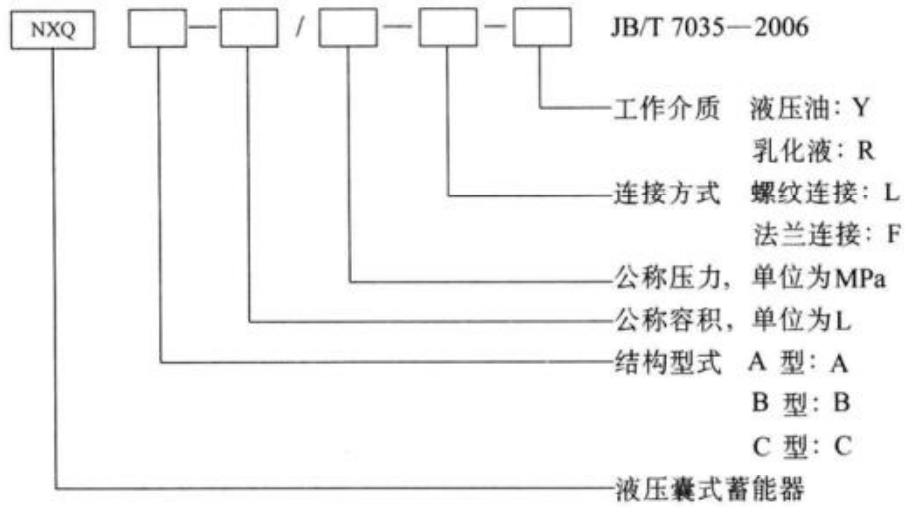 NXQ — / — - JB/T 7035—2006
工作介质 液压油：Y
乳化液：R
连接方式 螺纹连接：L
法兰连接：F
公称压力，单位为MPa
公称容积，单位为L
结构型式 A 型：A
B 型：B
C 型：C
液压囊式蓄能器